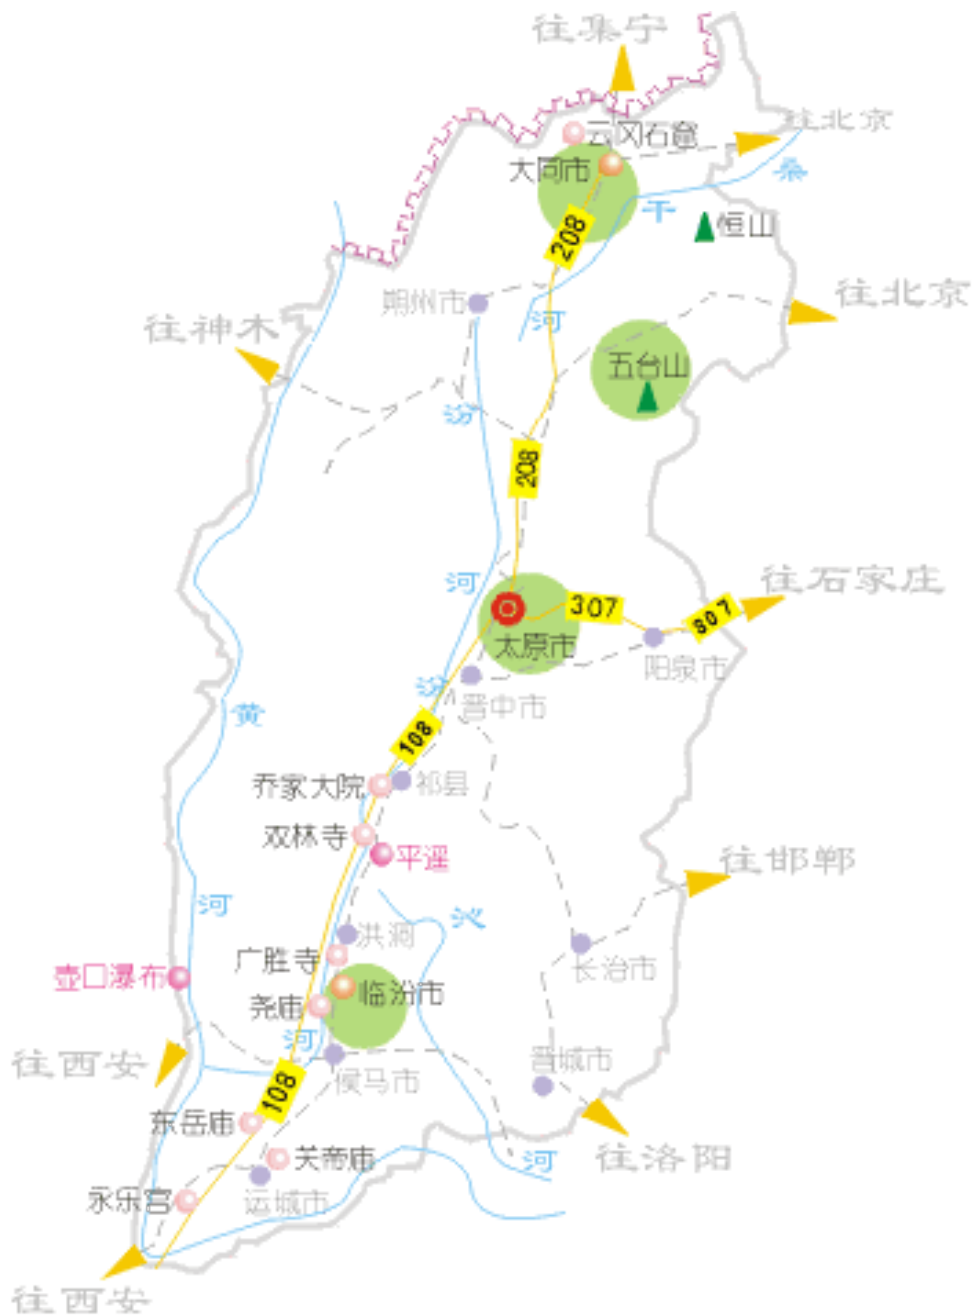 往集宁
往北京
云冈石窟
大同市
桑
干
208
恒山
往北京
朔州市
河
往神木
五台山
汾
208
河
往石家庄
307
307
太原市
阳泉市
汾
晋中市
黄
108
乔家大院
祁县
双林寺
平遥
往邯郸
河
沁
洪洞
广胜寺
长治市
壶口瀑布
临汾市
尧庙
河
往西安
晋城市
侯马市
108
东岳庙
往洛阳
关帝庙
河
运城市
永乐宫
往西安